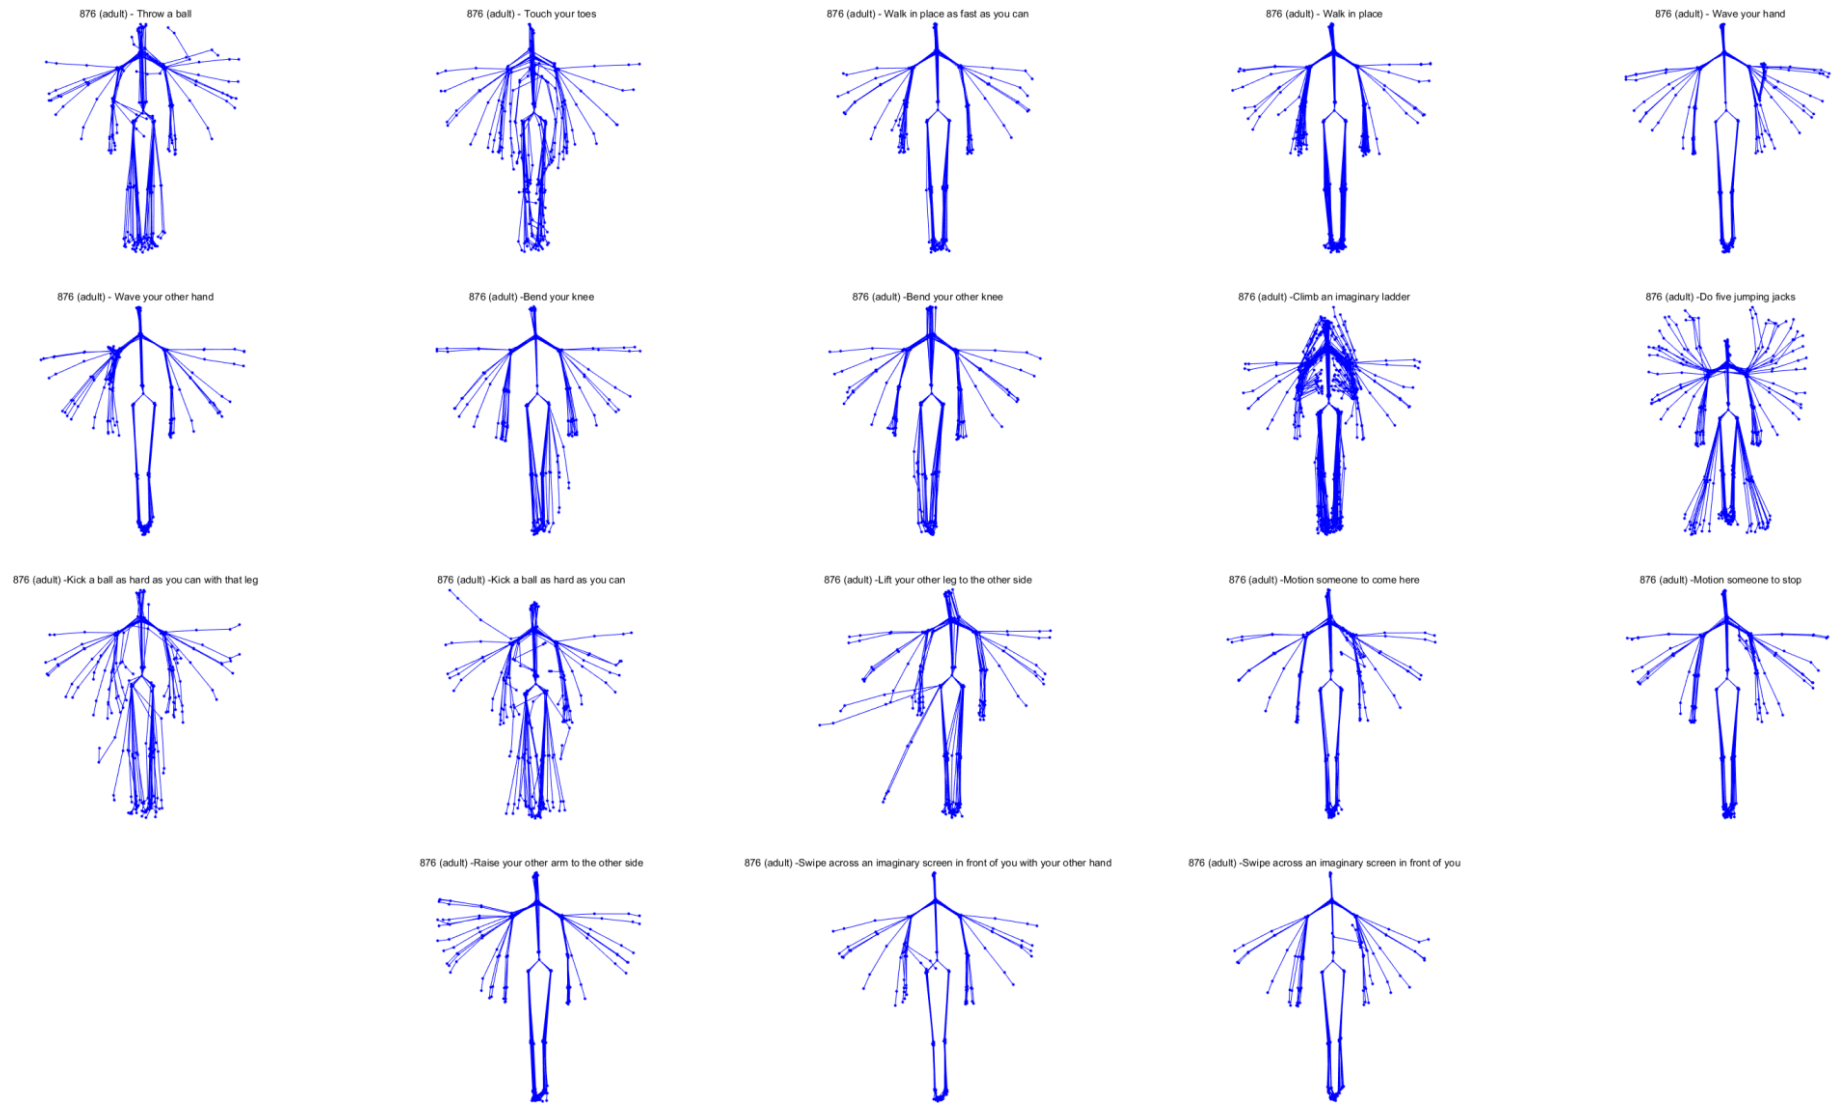 876 (adult) - Throw a ball
876 (adult) - Touch your toes
876 (adult) - Walk in place as fast as you can
876 (adult) - Walk in place
876 (adult) - Wave your hand
876 (adult) - Wave your other hand
876 (adult) -Bend your knee
876 (adult) -Bend your other knee
876 (adult) -Climb an imaginary ladder
876 (adult) -Do five jumping jacks
876 (adult) -Kick a ball as hard as you can with that leg
876 (adult) -Kick a ball as hard as you can
876 (adult) -Lift your other leg to the other side
876 (adult) -Motion someone to come here
876 (adult) -Motion someone to stop
876 (adult) -Raise your other arm to the other side
876 (adult) -Swipe across an imaginary screen in front of you with your other hand
876 (adult) -Swipe across an imaginary screen in front of you